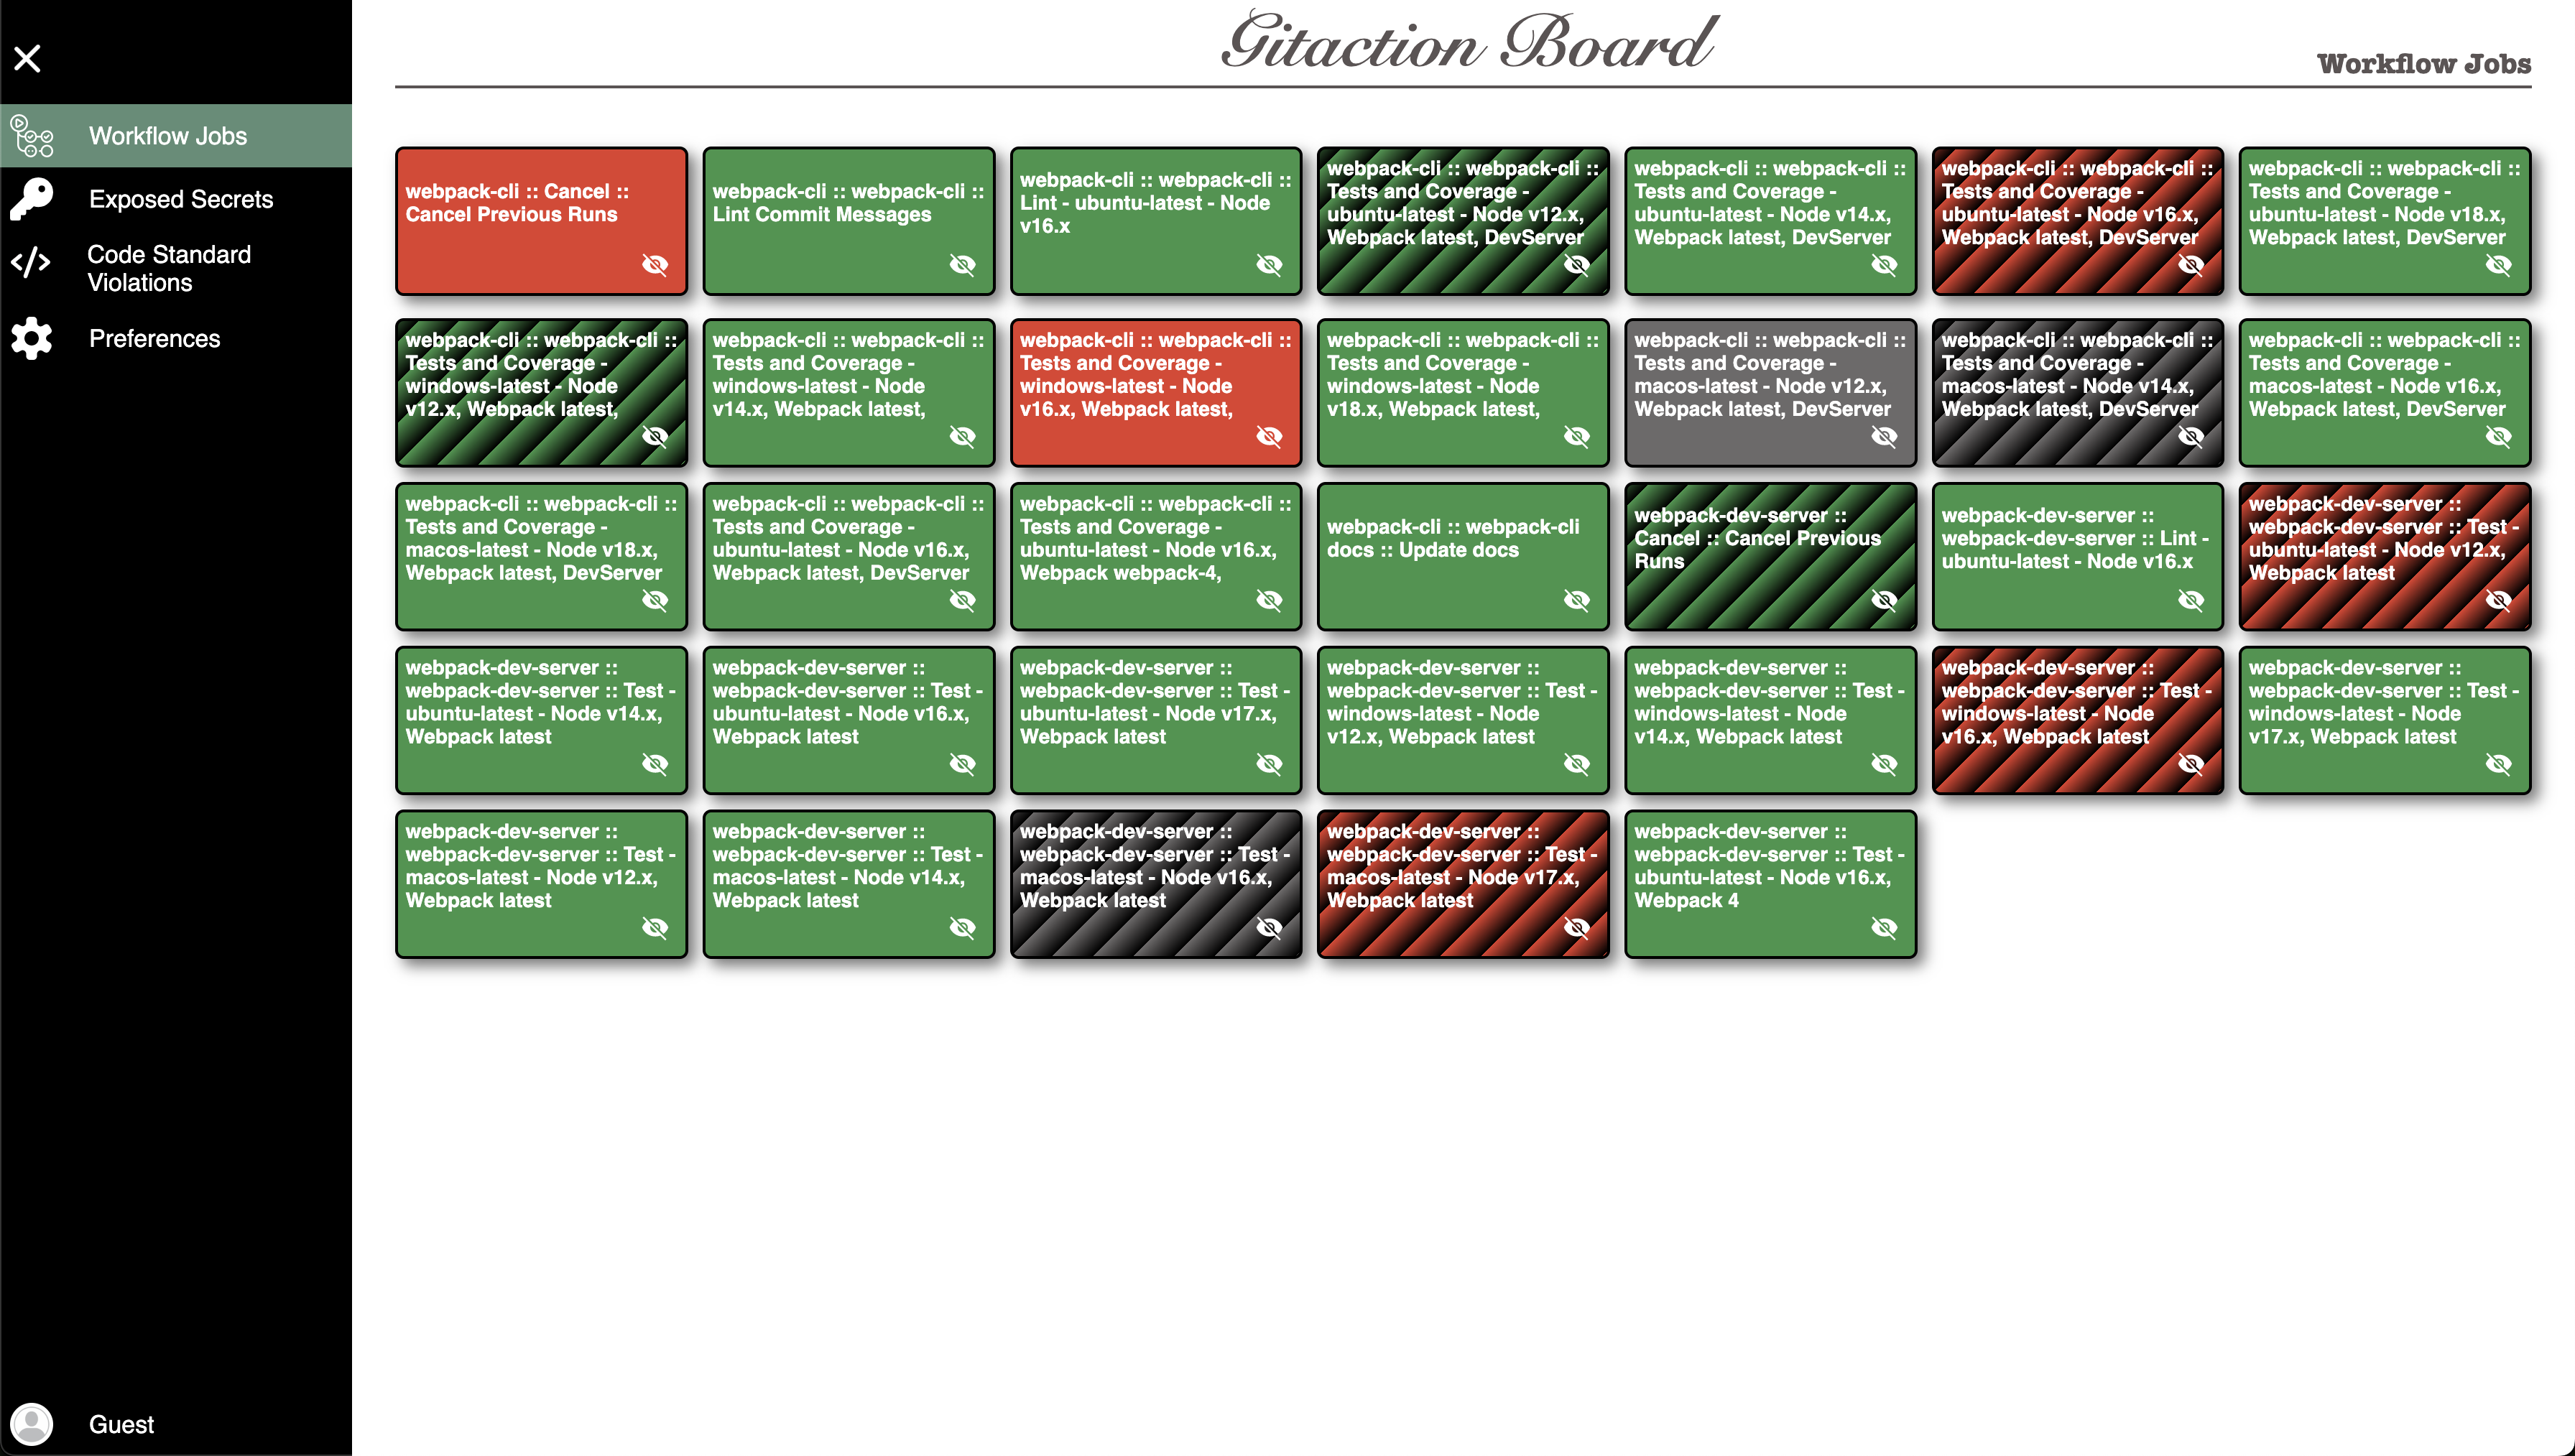 Gitaction Board
Workflow Jobs
Workflow Jobs
Exposed Secrets
Code Standard
Violations
Preferences
Guest
webpack-cli :: Cancel ::
Cancel Previous Runs
webpack-cli :: webpack-cli ::
Lint Commit Messages
webpack-cli :: webpack-cli ::
Lint - ubuntu-latest - Node
v16.x
webpack-cli :: webpack-cli ::
Tests and Coverage -
ubuntu-latest - Node v12.x,
Webpack latest, DevServer
webpack-cli :: webpack-cli ::
Tests and Coverage -
ubuntu-latest - Node v14.x,
Webpack latest, DevServer
webpack-cli :: webpack-cli ::
Tests and Coverage -
ubuntu-latest - Node v16.x,
Webpack latest, DevServer
webpack-cli :: webpack-cli ::
Tests and Coverage -
ubuntu-latest - Node v18.x,
Webpack latest, DevServer
webpack-cli :: webpack-cli ::
Tests and Coverage -
windows-latest - Node
v12.x, Webpack latest,
webpack-cli :: webpack-cli ::
Tests and Coverage -
windows-latest - Node
v14.x, Webpack latest,
webpack-cli :: webpack-cli ::
Tests and Coverage -
windows-latest - Node
v16.x, Webpack latest,
webpack-cli :: webpack-cli ::
Tests and Coverage -
windows-latest - Node
v18.x, Webpack latest,
webpack-cli :: webpack-cli ::
Tests and Coverage -
macos-latest - Node v12.x,
Webpack latest, DevServer
webpack-cli :: webpack-cli ::
Tests and Coverage -
macos-latest - Node v14.x,
Webpack latest, DevServer
webpack-cli :: webpack-cli ::
Tests and Coverage -
macos-latest - Node v16.x,
Webpack latest, DevServer
webpack-cli :: webpack-cli ::
Tests and Coverage -
macos-latest - Node v18.x,
Webpack latest, DevServer
webpack-cli :: webpack-cli ::
Tests and Coverage -
ubuntu-latest - Node v16.x,
Webpack latest, DevServer
webpack-cli :: webpack-cli ::
Tests and Coverage -
ubuntu-latest - Node v16.x,
Webpack webpack-4,
webpack-cli :: webpack-cli
docs :: Update docs
webpack-dev-server ::
Cancel :: Cancel Previous
Runs
webpack-dev-server ::
webpack-dev-server :: Lint -
ubuntu-latest - Node v16.x
webpack-dev-server ::
webpack-dev-server :: Test -
ubuntu-latest - Node v12.x,
Webpack latest
webpack-dev-server ::
webpack-dev-server :: Test -
ubuntu-latest - Node v14.x,
Webpack latest
webpack-dev-server ::
webpack-dev-server :: Test -
ubuntu-latest - Node v16.x,
Webpack latest
webpack-dev-server ::
webpack-dev-server :: Test -
ubuntu-latest - Node v17.x,
Webpack latest
webpack-dev-server ::
webpack-dev-server :: Test -
windows-latest - Node
v12.x, Webpack latest
webpack-dev-server ::
webpack-dev-server :: Test -
windows-latest - Node
v14.x, Webpack latest
webpack-dev-server ::
webpack-dev-server :: Test -
windows-latest - Node
v16.x, Webpack latest
webpack-dev-server ::
webpack-dev-server :: Test -
windows-latest - Node
v17.x, Webpack latest
webpack-dev-server ::
webpack-dev-server :: Test -
macos-latest - Node v12.x,
Webpack latest
webpack-dev-server ::
webpack-dev-server :: Test -
macos-latest - Node v14.x,
Webpack latest
webpack-dev-server ::
webpack-dev-server :: Test -
macos-latest - Node v16.x,
Webpack latest
webpack-dev-server ::
webpack-dev-server :: Test -
macos-latest - Node v17.x,
Webpack latest
webpack-dev-server ::
webpack-dev-server :: Test -
ubuntu-latest - Node v16.x,
Webpack 4